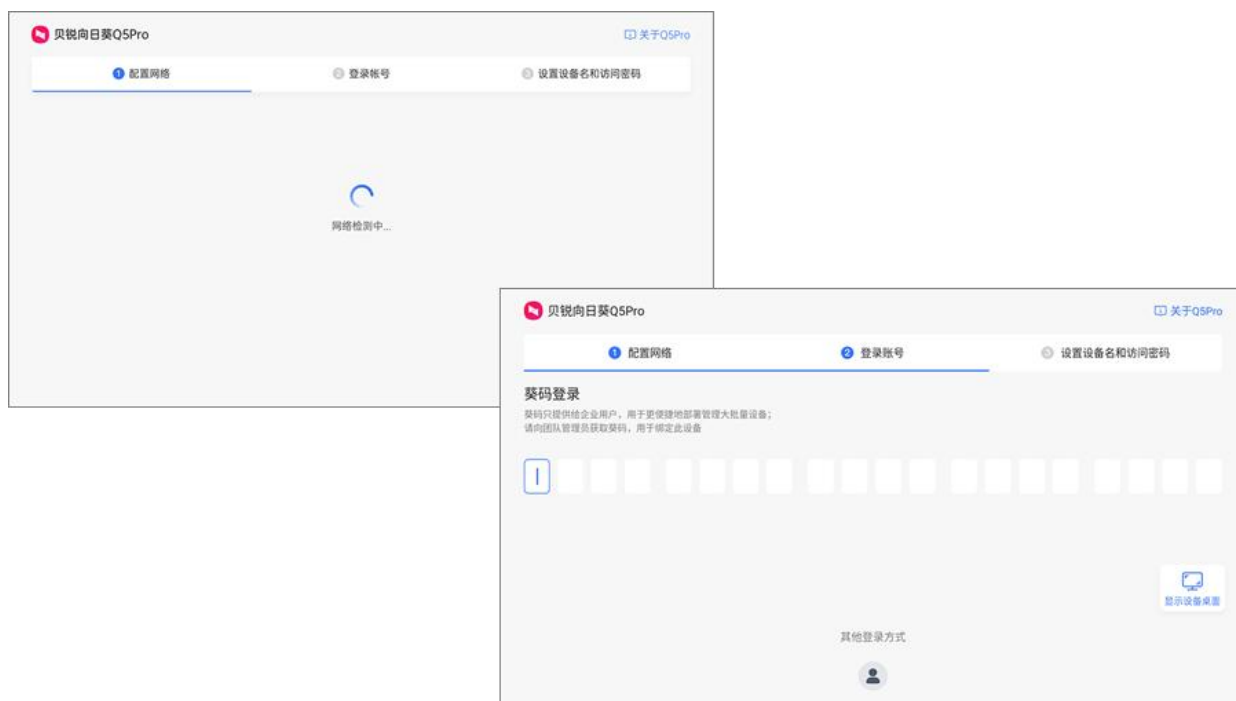 贝锐向日葵Q5Pro
关于Q5Pro
1 配置网络
2 登录帐号
3 设置设备名和访问密码
网络检测中...
贝锐向日葵Q5Pro
关于Q5Pro
1 配置网络
2 登录账号
3 设置设备名和访问密码
葵码登录
葵码只提供给企业用户，用于更便捷地部署管理大批量设备；
请向团队管理员获取葵码，用于绑定此设备
显示设备桌面
其他登录方式